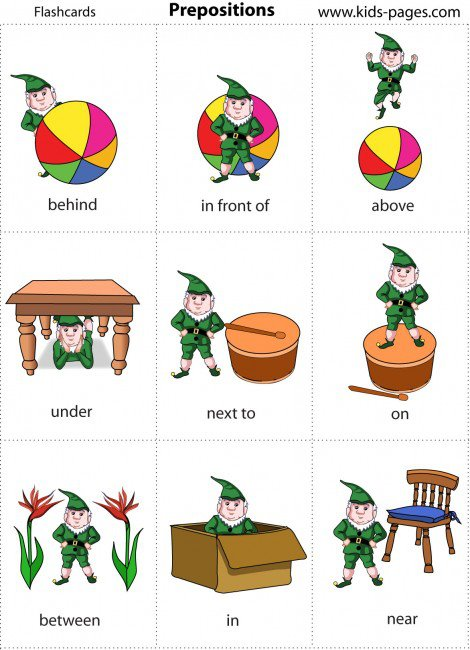 Flashcards
Prepositions
www.kids-pages.com
behind
in front of
above
under
next to
on
between
in
near